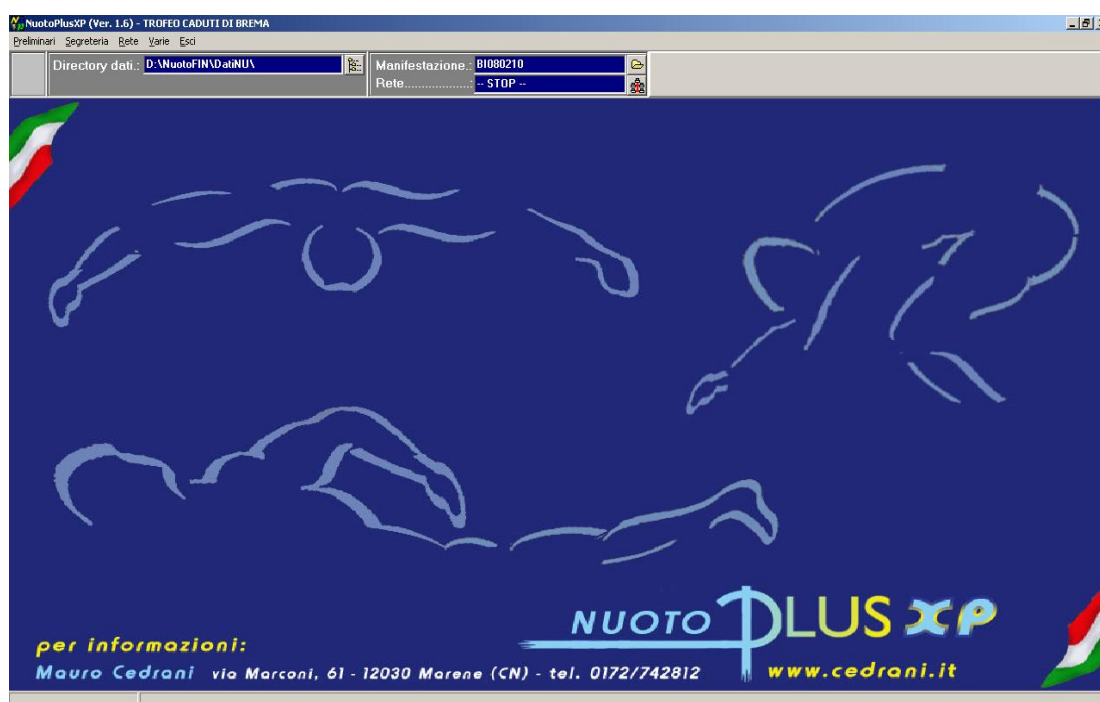 NuotoPlusXP (Ver. 1.6) - TROFEO CADUTI DI BREMA
Preliminari Segreteria Rete Varie Esci
Directory dati.: D:\NuotoFIN\DatiNU\ Manifestazione.: BI080210
Rete..................: -- STOP --
NUOTO PLUS XP
per informazioni:
Mauro Cedrani via Marconi, 61 - 12030 Marene (CN) - tel. 0172/742812 www.cedrani.it